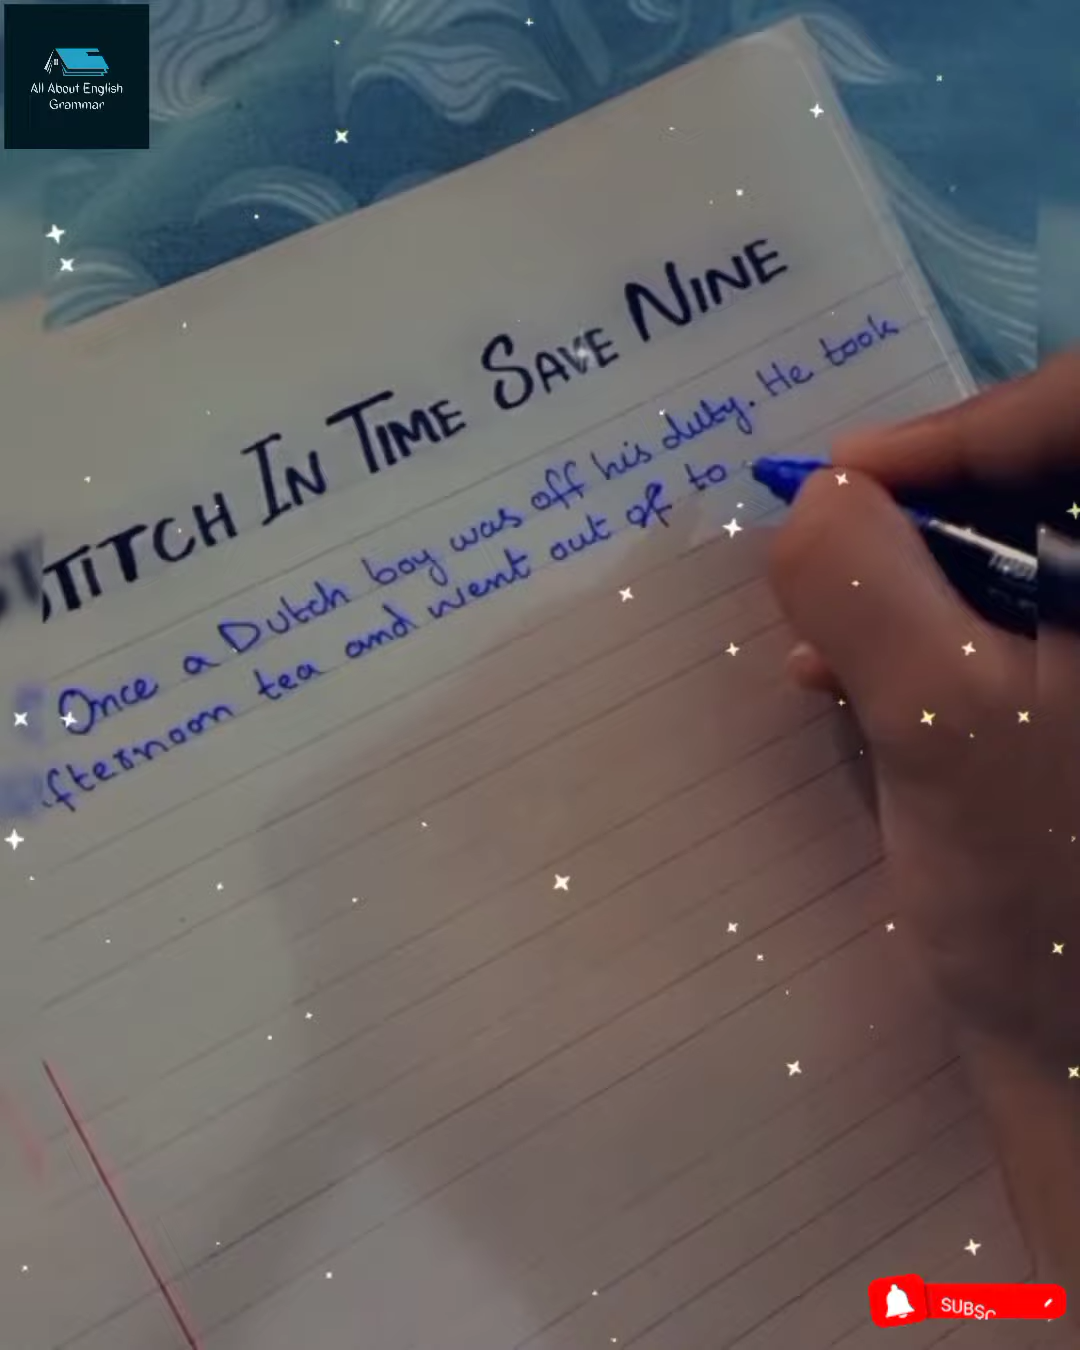 All About English
Grammar
STITCH IN TIME SAVE NINE
Once a Dutch boy was off his duty. He took
afternoon tea and went out of to
SUBSC